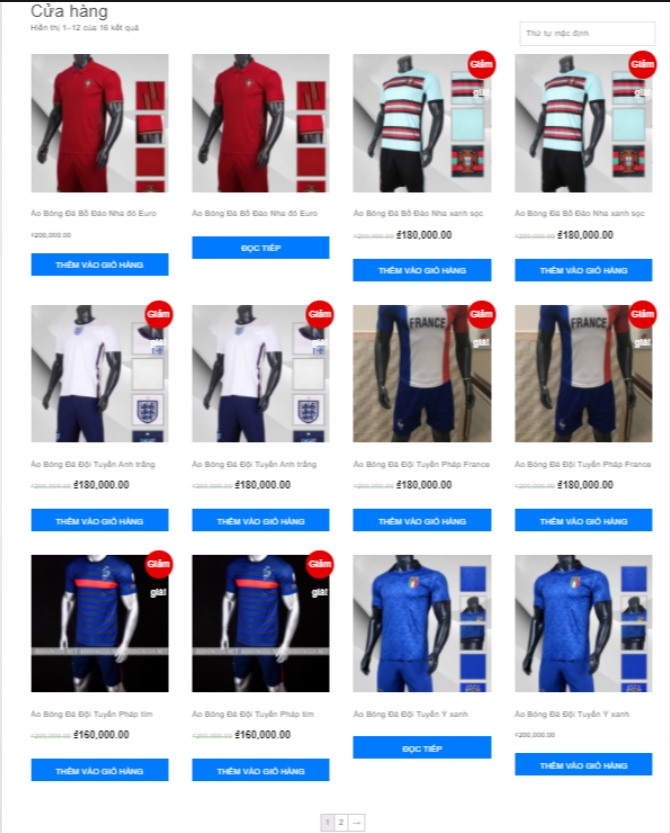 Cửa hàng
Hiển thị 1–12 của 16 kết quả
Thứ tự mặc định
Giảm giá!
Giảm giá!
Áo Bóng Đá Bồ Đào Nha đỏ Euro
Áo Bóng Đá Bồ Đào Nha đỏ Euro
Áo Bóng Đá Bồ Đào Nha xanh sọc
Áo Bóng Đá Bồ Đào Nha xanh sọc
₫200,000.00
₫200,000.00 ₫180,000.00
₫200,000.00 ₫180,000.00
THÊM VÀO GIỎ HÀNG
ĐỌC TIẾP
THÊM VÀO GIỎ HÀNG
THÊM VÀO GIỎ HÀNG
Giảm giá!
Giảm giá!
Giảm giá!
Giảm giá!
FRANCE
FRANCE
Áo Bóng Đá Đội Tuyển Anh trắng
Áo Bóng Đá Đội Tuyển Anh trắng
Áo Bóng Đá Đội Tuyển Pháp France
Áo Bóng Đá Đội Tuyển Pháp France
₫200,000.00 ₫180,000.00
₫200,000.00 ₫180,000.00
₫200,000.00 ₫180,000.00
₫200,000.00 ₫180,000.00
THÊM VÀO GIỎ HÀNG
THÊM VÀO GIỎ HÀNG
THÊM VÀO GIỎ HÀNG
THÊM VÀO GIỎ HÀNG
Giảm giá!
Giảm giá!
Áo Bóng Đá Đội Tuyển Pháp tím
Áo Bóng Đá Đội Tuyển Pháp tím
Áo Bóng Đá Đội Tuyển Ý xanh
Áo Bóng Đá Đội Tuyển Ý xanh
₫200,000.00 ₫160,000.00
₫200,000.00 ₫160,000.00
₫200,000.00
THÊM VÀO GIỎ HÀNG
THÊM VÀO GIỎ HÀNG
ĐỌC TIẾP
THÊM VÀO GIỎ HÀNG
1 2 →